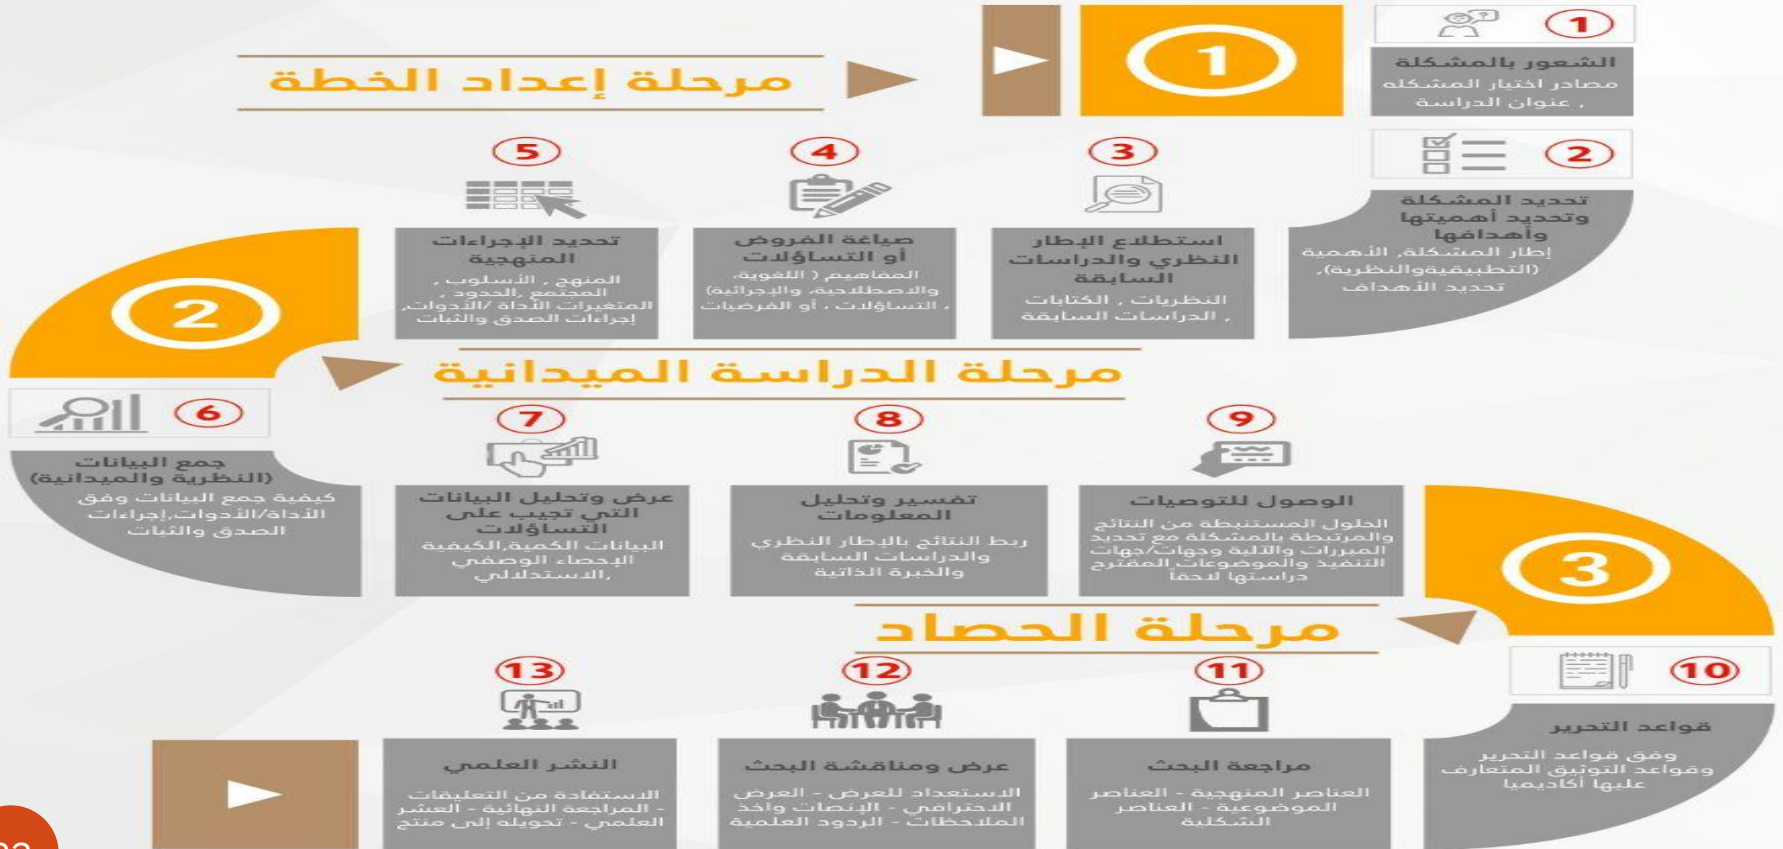 1
الشعور بالمشكلة
مصادر اختيار المشكله
, عنوان الدراسة
1
مرحلة إعداد الخطة
2
تحديد المشكلة
وتحديد أهميتها
وأهدافها
إطار المشكلة, الأهمية
(التطبيقيةوالنظرية),
تحديد الأهداف
3
استطلاع الإطار
النظري والدراسات
السابقة
النظريات , الكتابات
, الدراسات السابقة
4
صياغة الفروض
أو التساؤلات
المفاهيم ( اللغوية،
والاصطلاحية، والإجرائية)
، التساؤلات ، أو الفرضيات
5
تحديد الإجراءات
المنهجية
المنهج , الأسلوب ,
المجتمع ,الحدود ,
المتغيرات الأداة /الأدوات,
إجراءات الصدق والثبات
2
مرحلة الدراسة الميدانية
6
جمع البيانات
(النظرية والميدانية)
كيفية جمع البيانات وفق
الأداة/الأدوات,إجراءات
الصدق والثبات
7
عرض وتحليل البيانات
التي تجيب على
التساؤلات
البيانات الكمية,الكيفية
الإحصاء الوصفي
,الاستدلالي
8
تفسير وتحليل
المعلومات
ربط النتائج بالإطار النظري
والدراسات السابقة
والخبرة الذاتية
9
الوصول للتوصيات
الحلول المستنبطة من النتائج
والمرتبطة بالمشكلة مع تحديد
المبررات والآلية وجهات/جهات
التنفيذ والموضوعات المقترح
دراستها لاحقاً
3
مرحلة الحصاد
10
قواعد التحرير
وفق قواعد التحرير
وقواعد التوثيق المتعارف
عليها أكاديميا
11
مراجعة البحث
العناصر المنهجية - العناصر
الموضوعية - العناصر
الشكلية
12
عرض ومناقشة البحث
الاستعداد للعرض - العرض
الاحترافي - الإنصات واخذ
الملاحظات - الردود العلمية
13
النشر العلمي
الاستفادة من التعليقات
- المراجعة النهائية - العشر
العلمي - تحويله إلى منتج